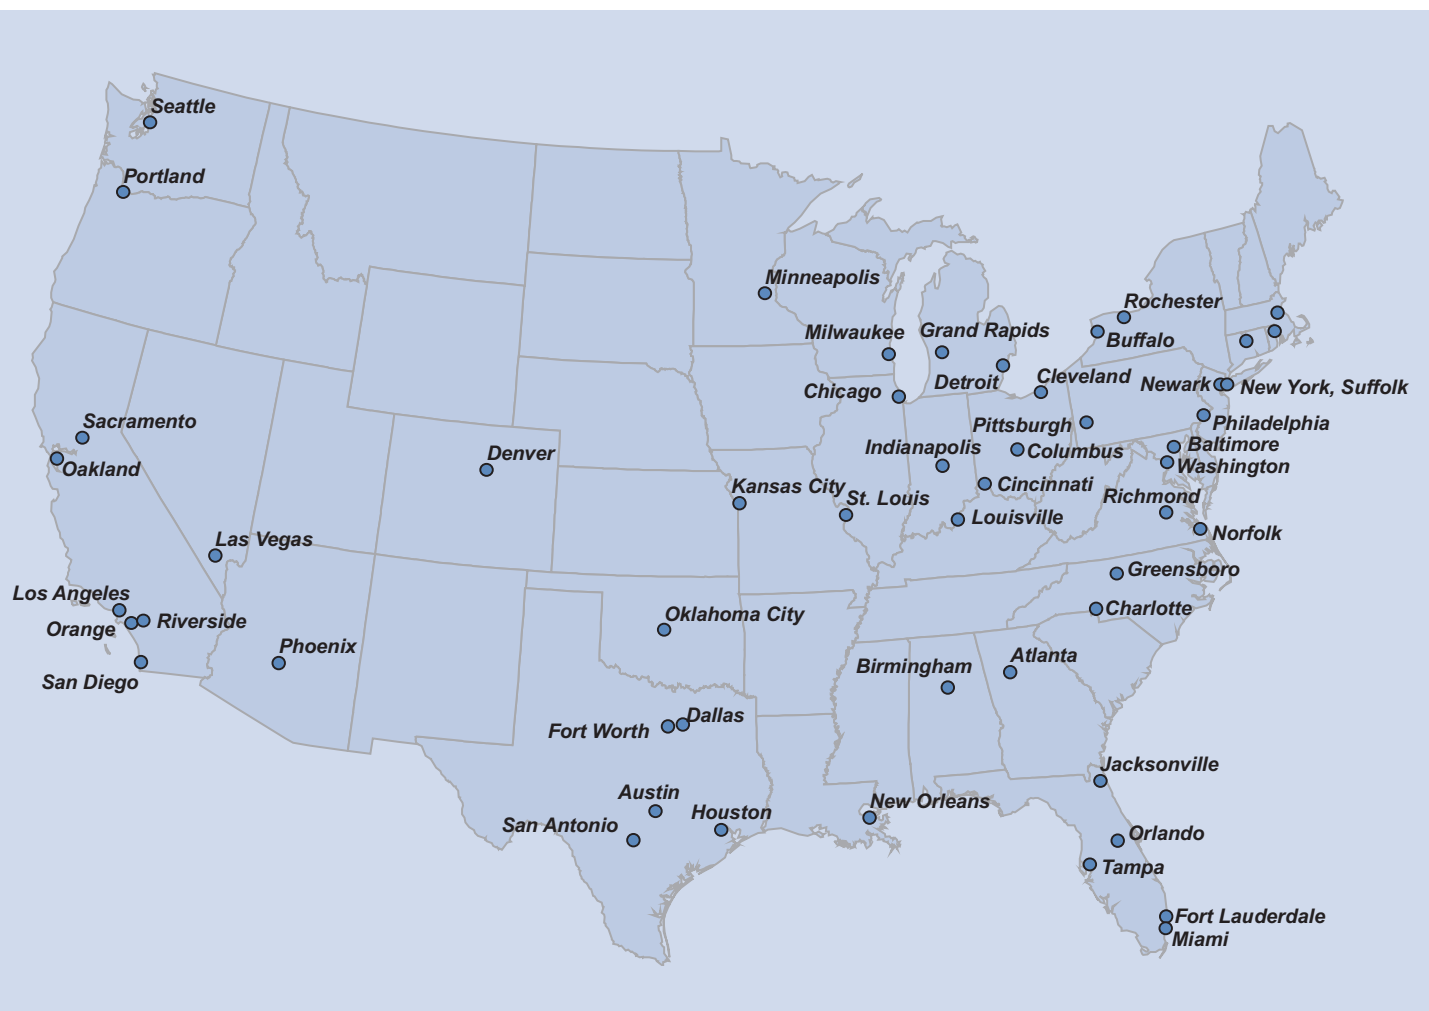 Seattle
Portland
Minneapolis
Rochester
Milwaukee
Grand Rapids
Buffalo
Detroit
Cleveland
Newark
New York, Suffolk
Chicago
Sacramento
Pittsburgh
Philadelphia
Oakland
Denver
Indianapolis
Columbus
Baltimore
Washington
Kansas City
St. Louis
Cincinnati
Richmond
Louisville
Norfolk
Las Vegas
Greensboro
Los Angeles
Orange
Riverside
Oklahoma City
Charlotte
Phoenix
Birmingham
Atlanta
San Diego
Fort Worth
Dallas
Jacksonville
Austin
San Antonio
Houston
New Orleans
Orlando
Tampa
Fort Lauderdale
Miami